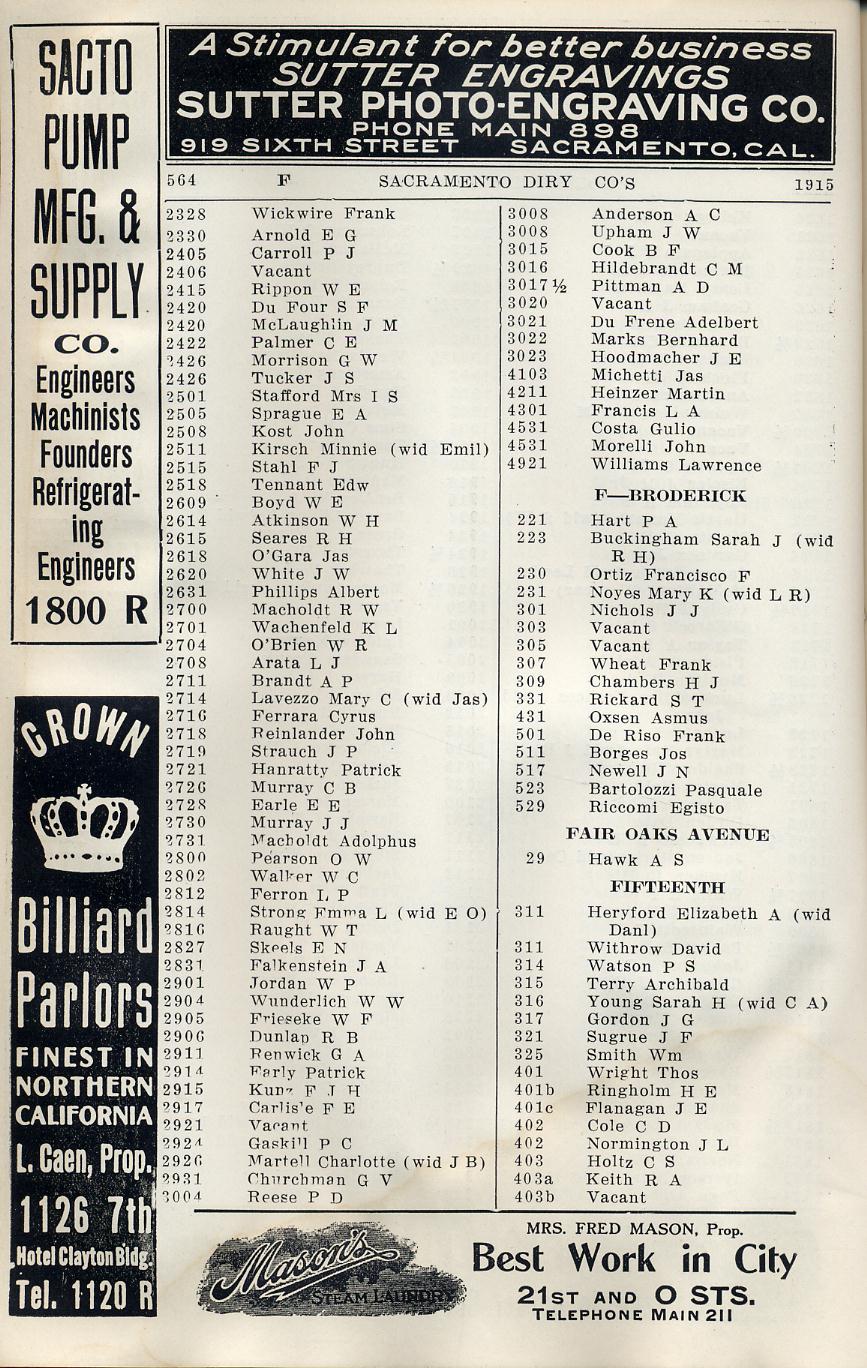 SACTO
PUMP
MFG. &
SUPPLY
CO.
Engineers
Machinists
Founders
Refrigerat-
ing
Engineers
1800 R
CROWN
Billiard
Parlors
FINEST IN
NORTHERN
CALIFORNIA
L. Caen, Prop.
1126 7th
Hotel Clayton Bldg.
Tel. 1120 R
A Stimulant for better business
SUTTER ENGRAVINGS
SUTTER PHOTO-ENGRAVING CO.
PHONE MAIN 898
919 SIXTH STREET SACRAMENTO, CAL.
564 F SACRAMENTO DIRY CO'S 1915
2328 Wickwire Frank
2330 Arnold E G
2405 Carroll P J
2406 Vacant
2415 Rippon W E
2420 Du Four S F
2420 McLaughlin J M
2422 Palmer C E
2426 Morrison G W
2426 Tucker J S
2501 Stafford Mrs I S
2505 Sprague E A
2508 Kost John
2511 Kirsch Minnie (wid Emil)
2515 Stahl F J
2518 Tennant Edw
2609 Boyd W E
2614 Atkinson W H
2615 Seares R H
2618 O'Gara Jas
2620 White J W
2631 Phillips Albert
2700 Macholdt R W
2701 Wachenfeld K L
2704 O'Brien W R
2708 Arata L J
2711 Brandt A P
2714 Lavezzo Mary C (wid Jas)
2716 Ferrara Cyrus
2718 Reinlander John
2719 Strauch J P
2721 Hanratty Patrick
2726 Murray C B
2728 Earle E E
2730 Murray J J
2731 Macholdt Adolphus
2800 Pearson O W
2802 Walker W C
2812 Ferron L P
2814 Strong Emma L (wid E O)
2816 Raught W T
2827 Skeels E N
2831 Falkenstein J A
2901 Jordan W P
2904 Wunderlich W W
2905 Frieseke W F
2906 Dunlap R B
2911 Renwick G A
2914 Early Patrick
2915 Kunz F J H
2917 Carlisle F E
2921 Vacant
2924 Gaskill P C
2926 Martell Charlotte (wid J B)
2931 Churchman G V
3004 Reese P D
3008 Anderson A C
3008 Upham J W
3015 Cook B F
3016 Hildebrandt C M
3017½ Pittman A D
3020 Vacant
3021 Du Frene Adelbert
3022 Marks Bernhard
3023 Hoodmacher J E
4103 Michetti Jas
4211 Heinzer Martin
4301 Francis L A
4531 Costa Gulio
4531 Morelli John
4921 Williams Lawrence
F—BRODERICK
221 Hart P A
223 Buckingham Sarah J (wid
R H)
230 Ortiz Francisco F
231 Noyes Mary K (wid L R)
301 Nichols J J
303 Vacant
305 Vacant
307 Wheat Frank
309 Chambers H J
331 Rickard S T
431 Oxsen Asmus
501 De Riso Frank
511 Borges Jos
517 Newell J N
523 Bartolozzi Pasquale
529 Riccomi Egisto
FAIR OAKS AVENUE
29 Hawk A S
FIFTEENTH
311 Heryford Elizabeth A (wid
Danl)
311 Withrow David
314 Watson P S
315 Terry Archibald
316 Young Sarah H (wid C A)
317 Gordon J G
321 Sugrue J F
325 Smith Wm
401 Wright Thos
401b Ringholm H E
401c Flanagan J E
402 Cole C D
402 Normington J L
403 Holtz C S
403a Keith R A
403b Vacant
Mason's
STEAM LAUNDRY
MRS. FRED MASON, Prop.
Best Work in City
21ST AND O STS.
TELEPHONE MAIN 211